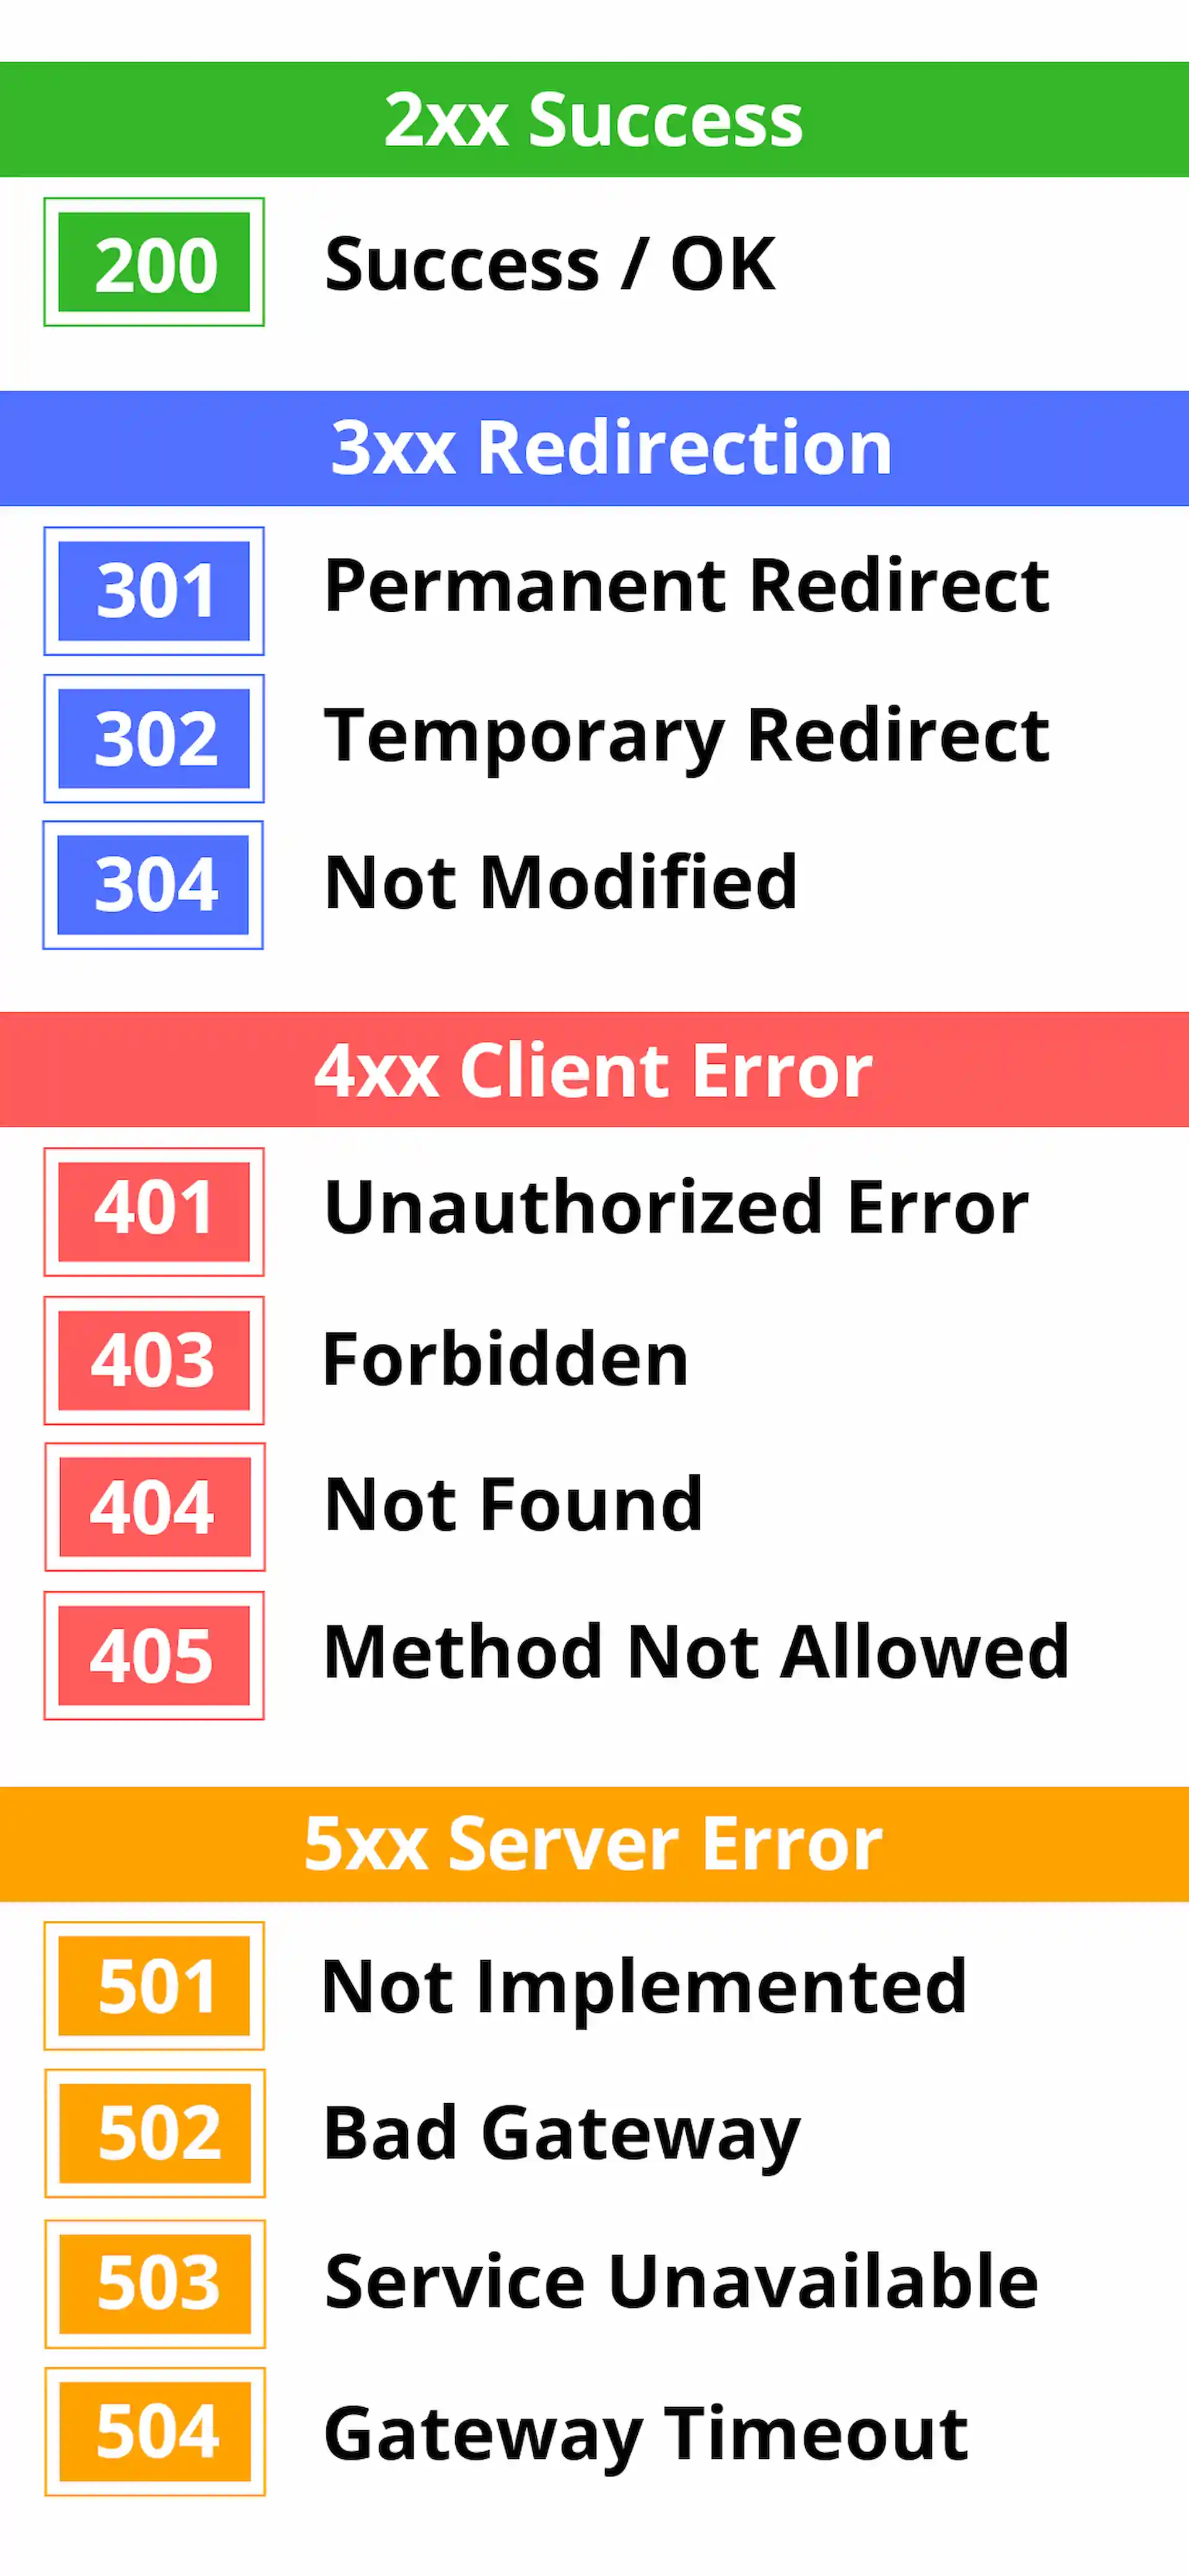 2xx Success
200 Success / OK
3xx Redirection
301 Permanent Redirect
302 Temporary Redirect
304 Not Modified
4xx Client Error
401 Unauthorized Error
403 Forbidden
404 Not Found
405 Method Not Allowed
5xx Server Error
501 Not Implemented
502 Bad Gateway
503 Service Unavailable
504 Gateway Timeout